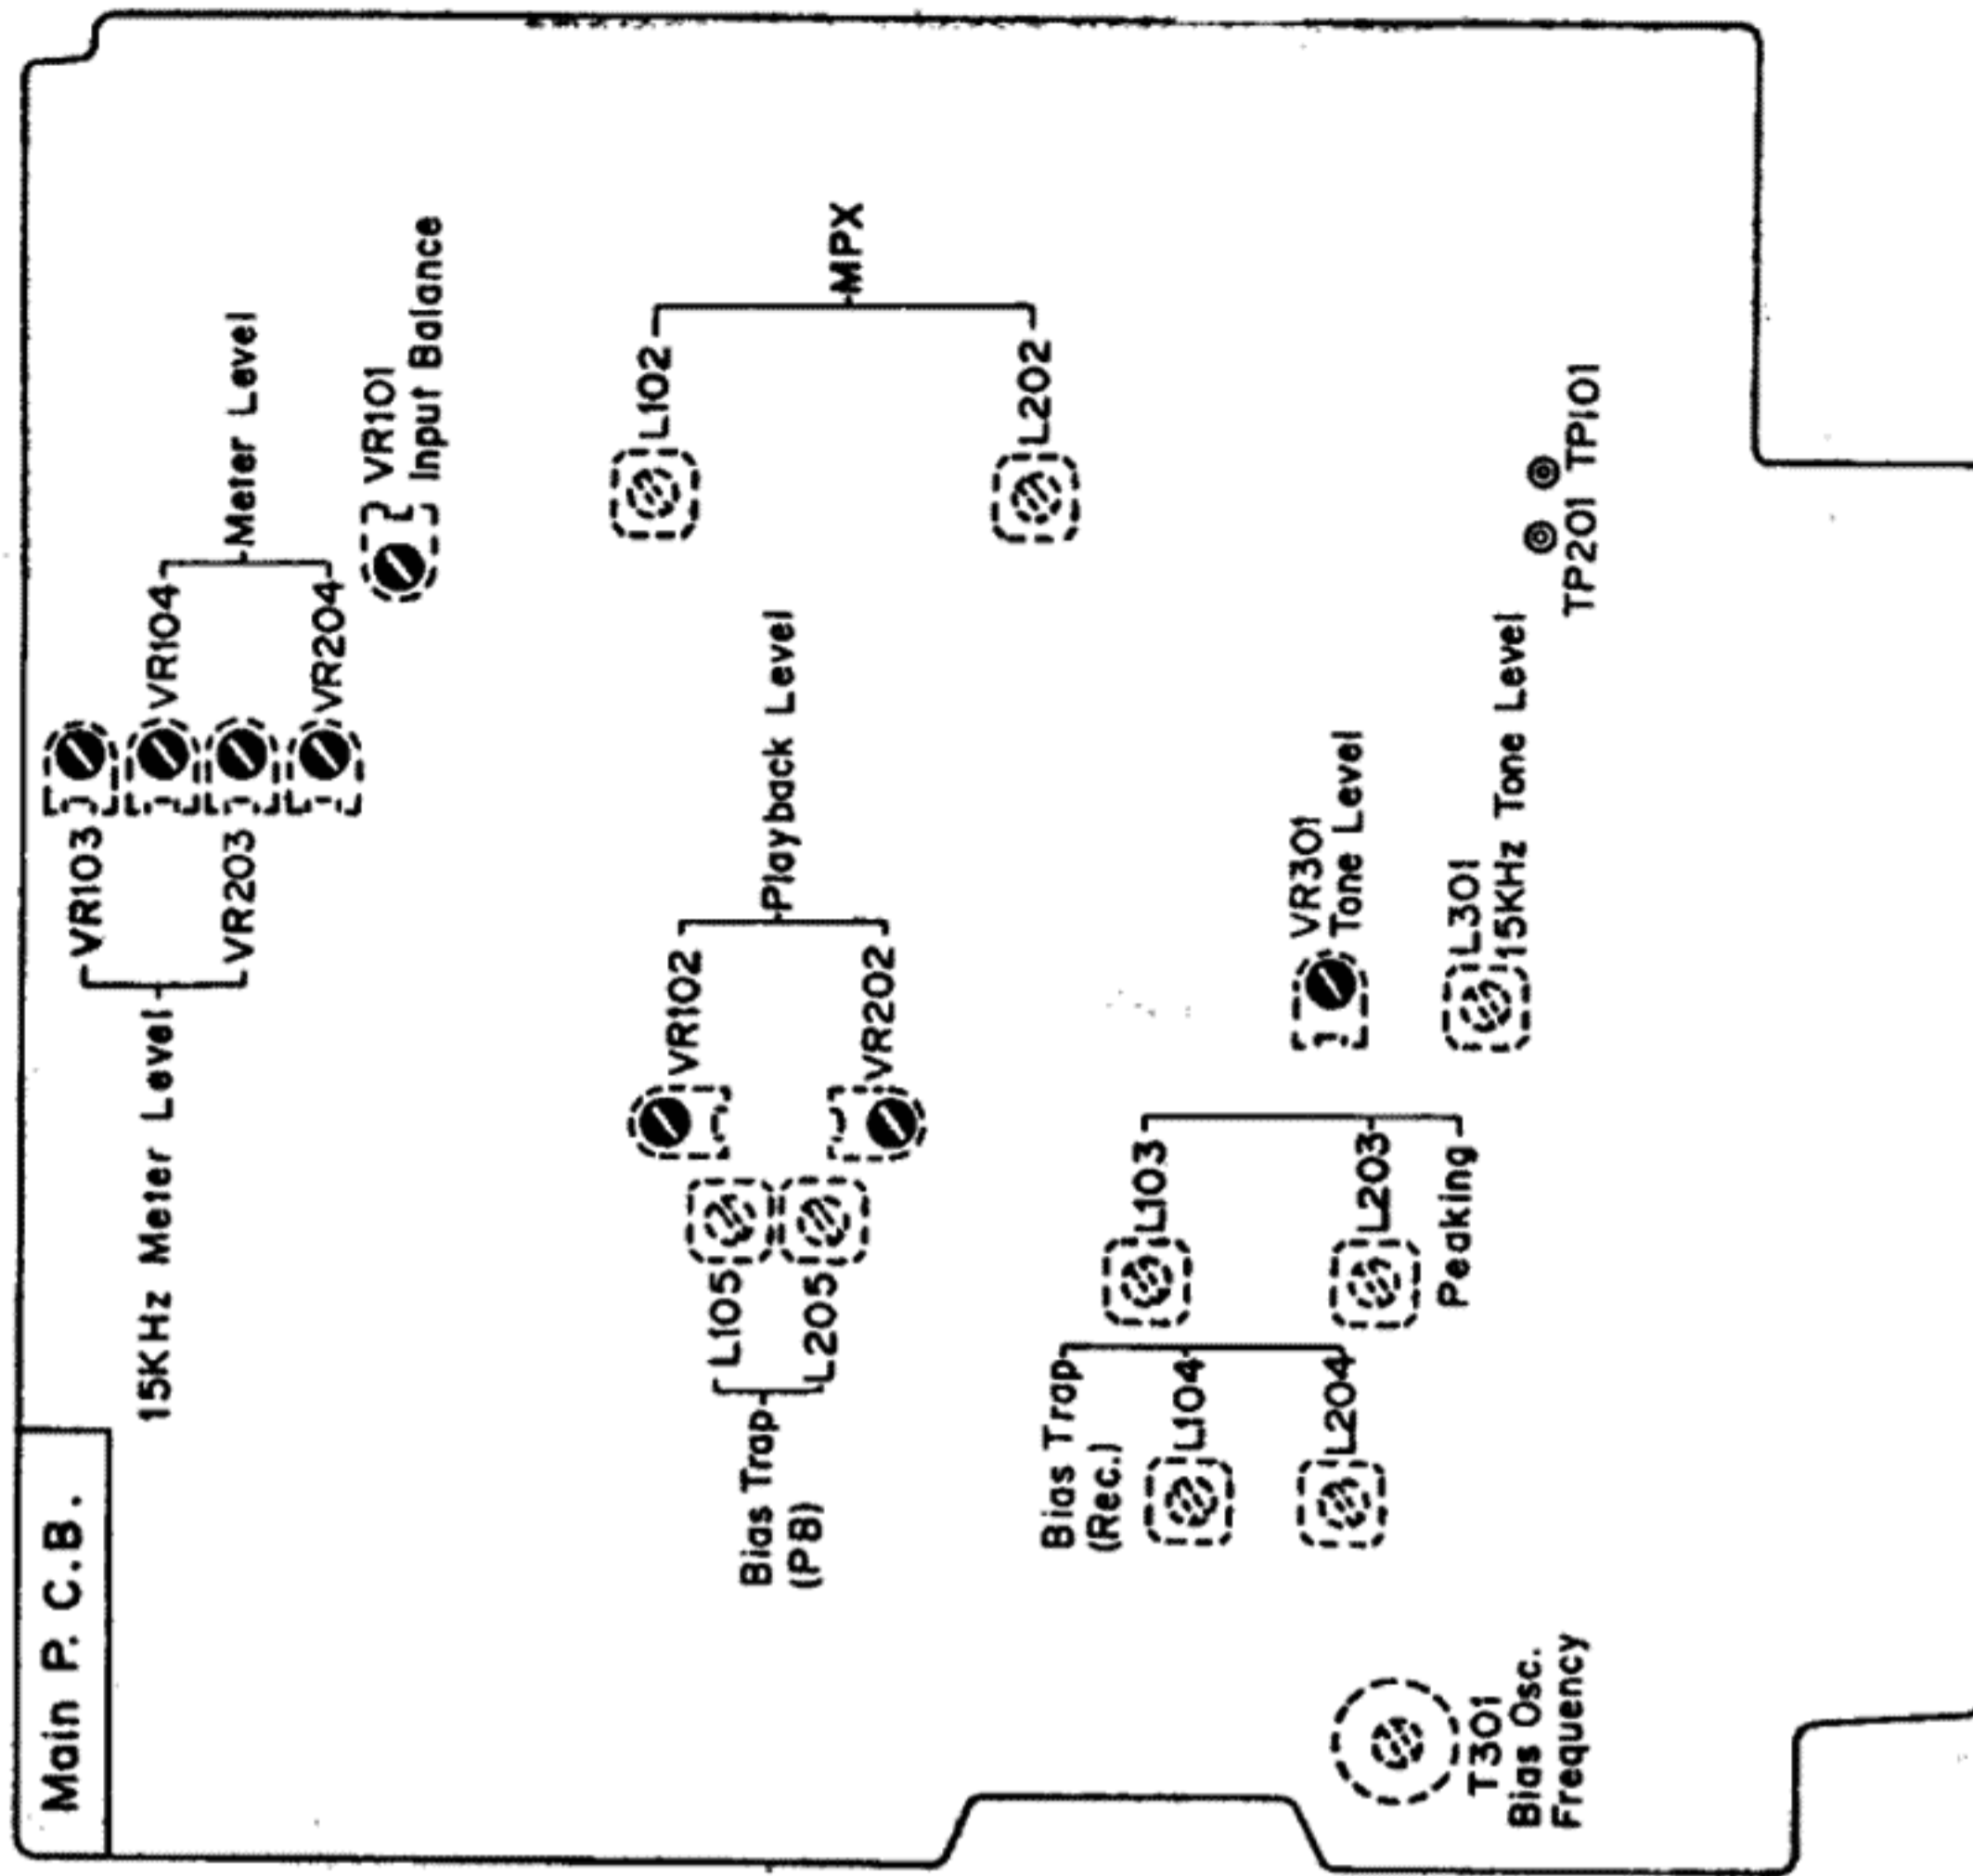 Main P. C.B.
15KHz Meter Level
VR103
VR203
VR104
VR204
Meter Level
VR101
Input Balance
Bias Trap
(PB)
L105
L205
VR102
VR202
Playback Level
L102
L202
MPX
Bias Trap
(Rec.)
L104
L204
L103
L203
Peaking
VR301
Tone Level
L301
15KHz Tone Level
TP201 TP101
T301
Bias Osc.
Frequency